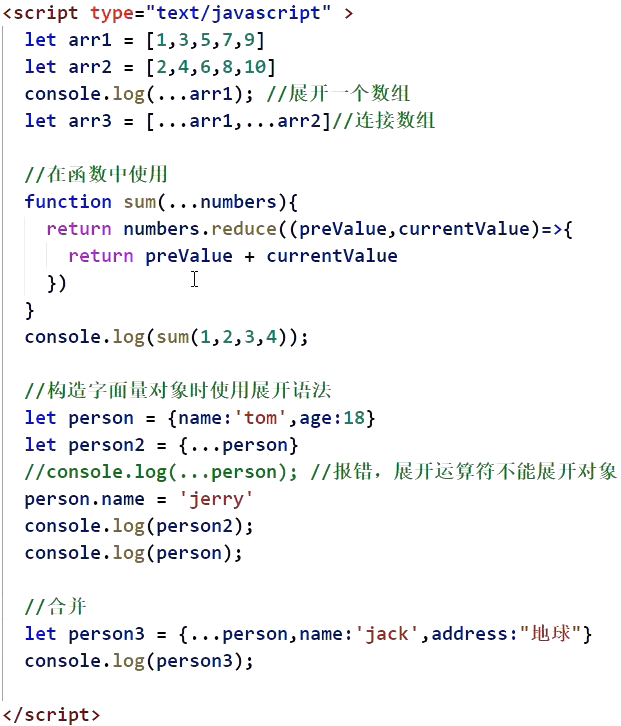 <script type="text/javascript" >
let arr1 = [1,3,5,7,9]
let arr2 = [2,4,6,8,10]
console.log(...arr1); //展开一个数组
let arr3 = [...arr1,...arr2]//连接数组
//在函数中使用
function sum(...numbers){
return numbers.reduce((preValue,currentValue)=>{
return preValue + currentValue
})
}
console.log(sum(1,2,3,4));
//构造字面量对象时使用展开语法
let person = {name:'tom',age:18}
let person2 = {...person}
//console.log(...person); //报错，展开运算符不能展开对象
person.name = 'jerry'
console.log(person2);
console.log(person);
//合并
let person3 = {...person,name:'jack',address:"地球"}
console.log(person3);
</script>